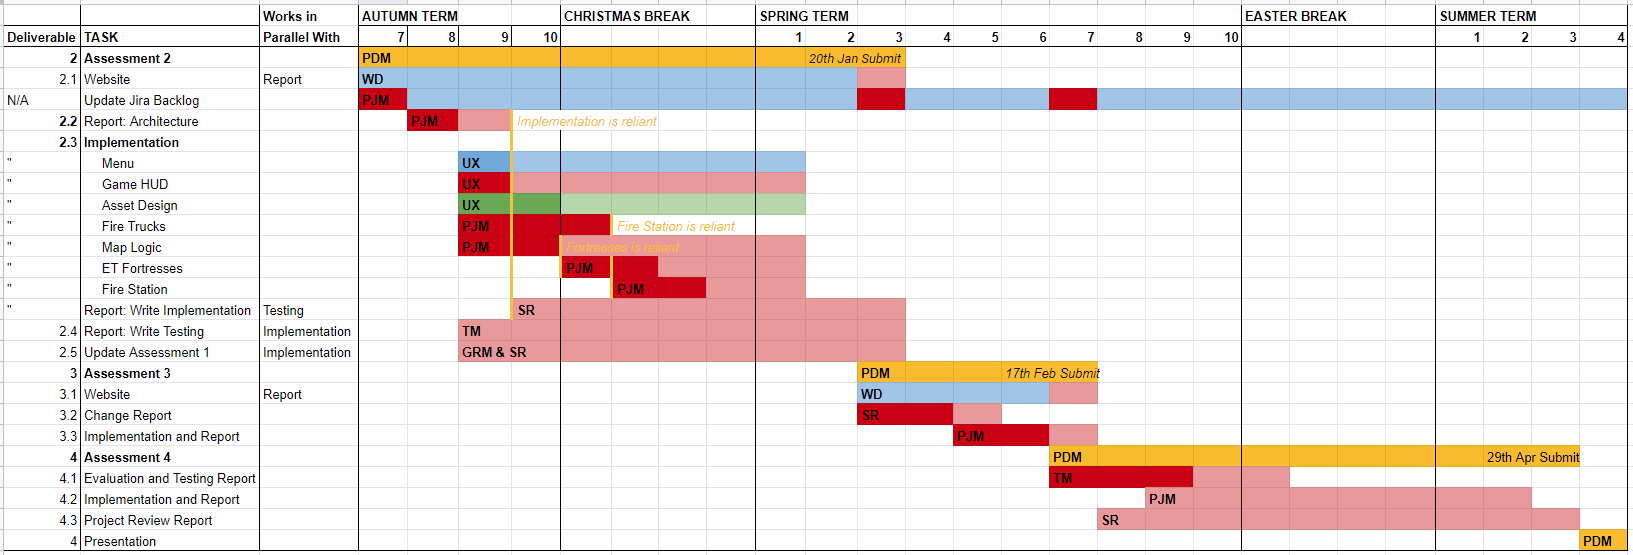 Works in AUTUMN TERM CHRISTMAS BREAK SPRING TERM EASTER BREAK SUMMER TERM
Deliverable TASK Parallel With 7 8 9 10 1 2 3 4 5 6 7 8 9 10 1 2 3 4
2 Assessment 2 PDM 20th Jan Submit
2.1 Website Report WD
N/A Update Jira Backlog PJM
2.2 Report: Architecture PJM Implementation is reliant
2.3 Implementation
" Menu UX
" Game HUD UX
" Asset Design UX
" Fire Trucks PJM Fire Station is reliant
" Map Logic PJM Fortresses is reliant
" ET Fortresses PJM
" Fire Station PJM
" Report: Write Implementation Testing SR
2.4 Report: Write Testing Implementation TM
2.5 Update Assessment 1 Implementation GRM & SR
3 Assessment 3 PDM 17th Feb Submit
3.1 Website Report WD
3.2 Change Report SR
3.3 Implementation and Report PJM
4 Assessment 4 PDM 29th Apr Submit
4.1 Evaluation and Testing Report TM
4.2 Implementation and Report PJM
4.3 Project Review Report SR
4 Presentation PDM